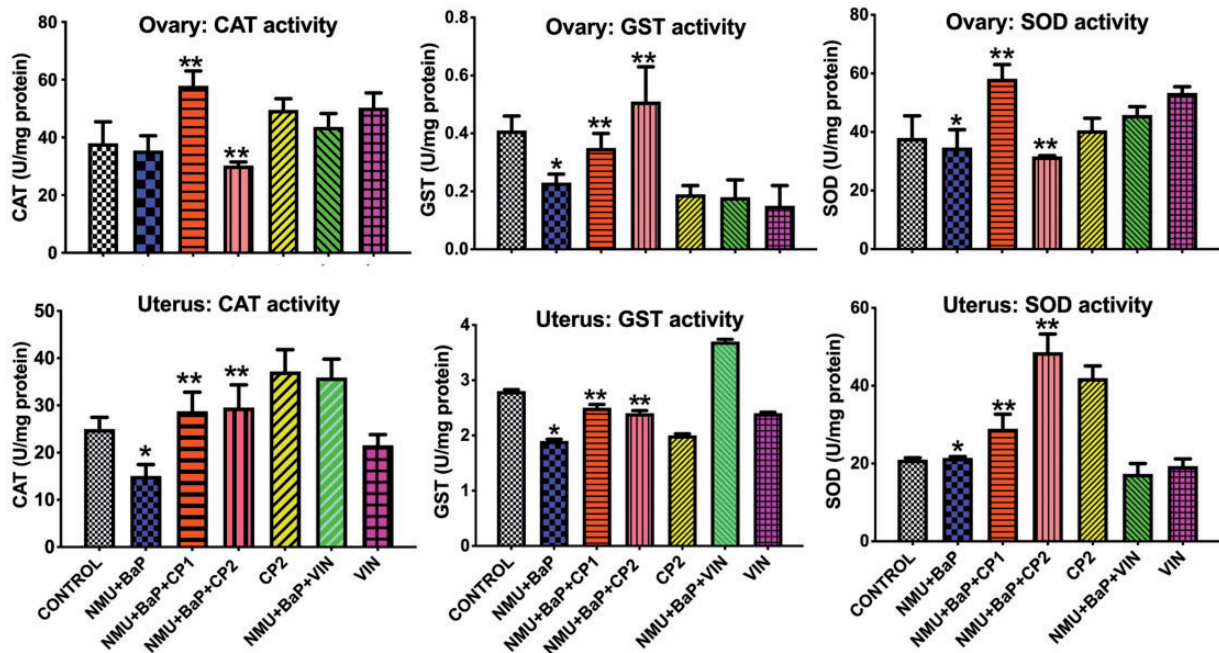 Ovary: CAT activity
CAT (U/mg protein)
80
60
40
20
0
**
**
Ovary: GST activity
GST (U/mg protein)
0.8
0.6
0.4
0.2
0.0
*
**
**
Ovary: SOD activity
SOD (U/mg protein)
80
60
40
20
0
*
**
**
Uterus: CAT activity
CAT (U/mg protein)
50
40
30
20
10
0
*
**
**
CONTROL
NMU+BaP
NMU+BaP+CP1
NMU+BaP+CP2
CP2
NMU+BaP+VIN
VIN
Uterus: GST activity
GST (U/mg protein)
4
3
2
1
0
*
**
**
CONTROL
NMU+BaP
NMU+BaP+CP1
NMU+BaP+CP2
CP2
NMU+BaP+VIN
VIN
Uterus: SOD activity
SOD (U/mg protein)
60
40
20
0
*
**
**
CONTROL
NMU+BaP
NMU+BaP+CP1
NMU+BaP+CP2
CP2
NMU+BaP+VIN
VIN